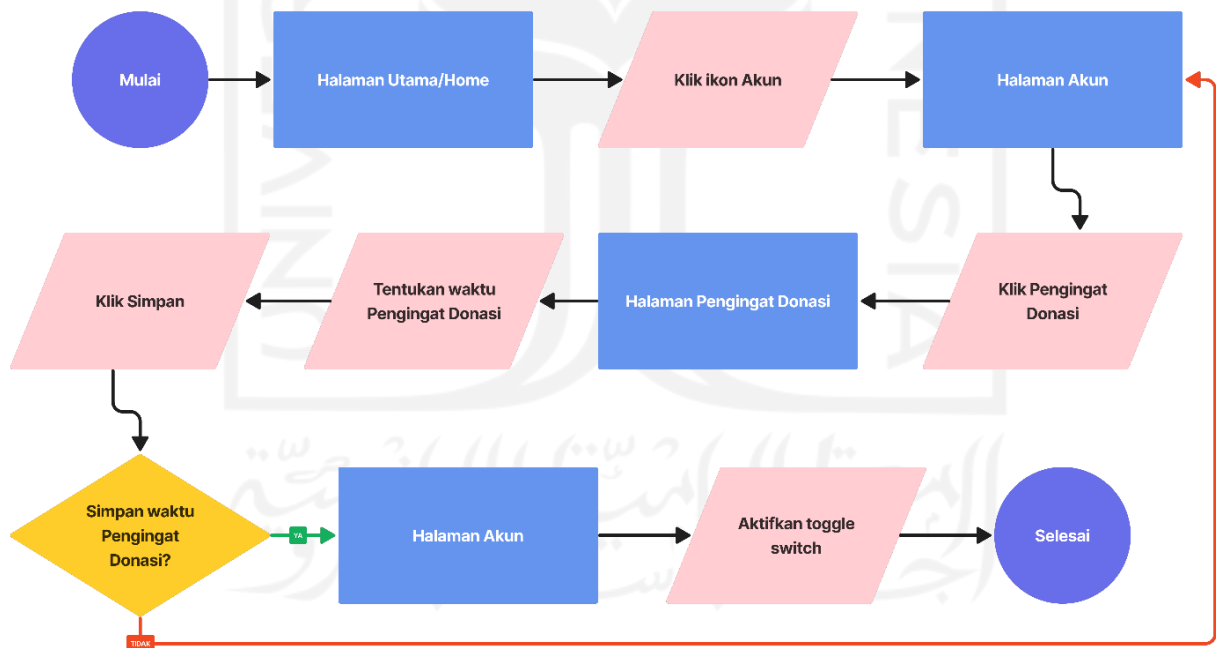 Mulai
Halaman Utama/Home
Klik ikon Akun
Halaman Akun
Klik Simpan
Tentukan waktu
Pengingat Donasi
Halaman Pengingat Donasi
Klik Pengingat
Donasi
Simpan waktu
Pengingat
Donasi?
YA
Halaman Akun
Aktifkan toggle
switch
Selesai
TIDAK